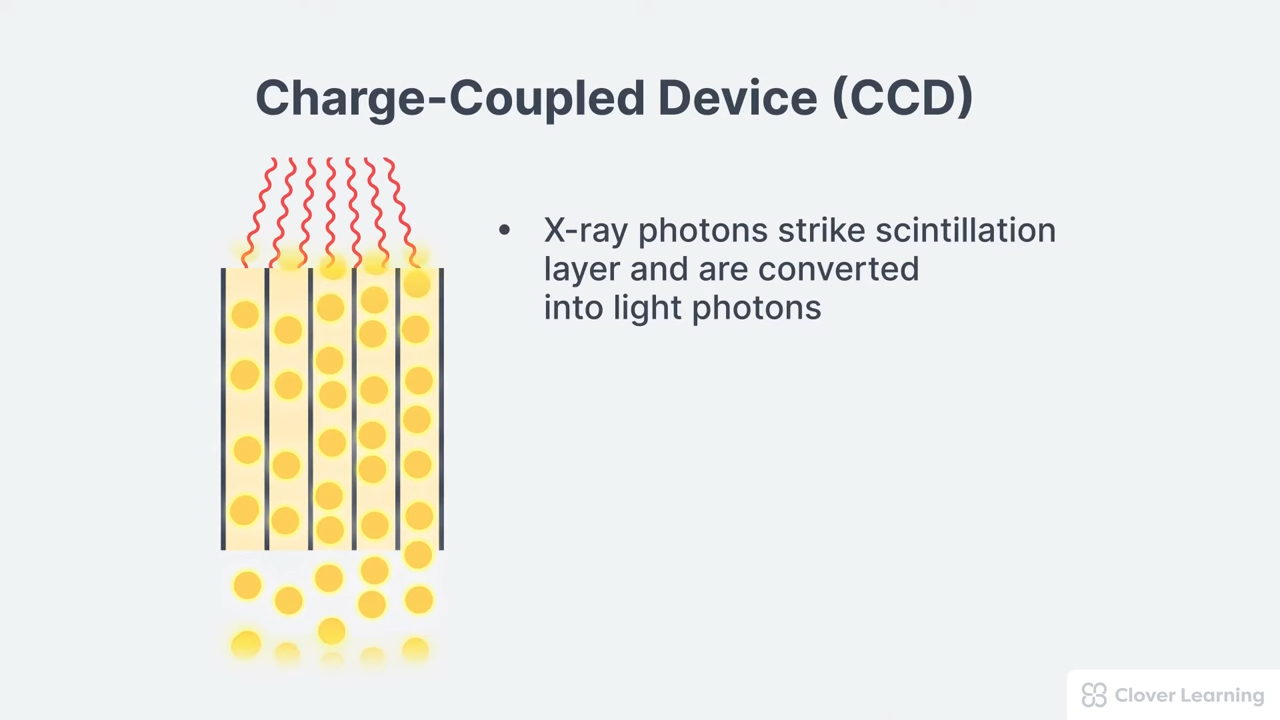 Charge-Coupled Device (CCD)
• X-ray photons strike scintillation
layer and are converted
into light photons
Clover Learning